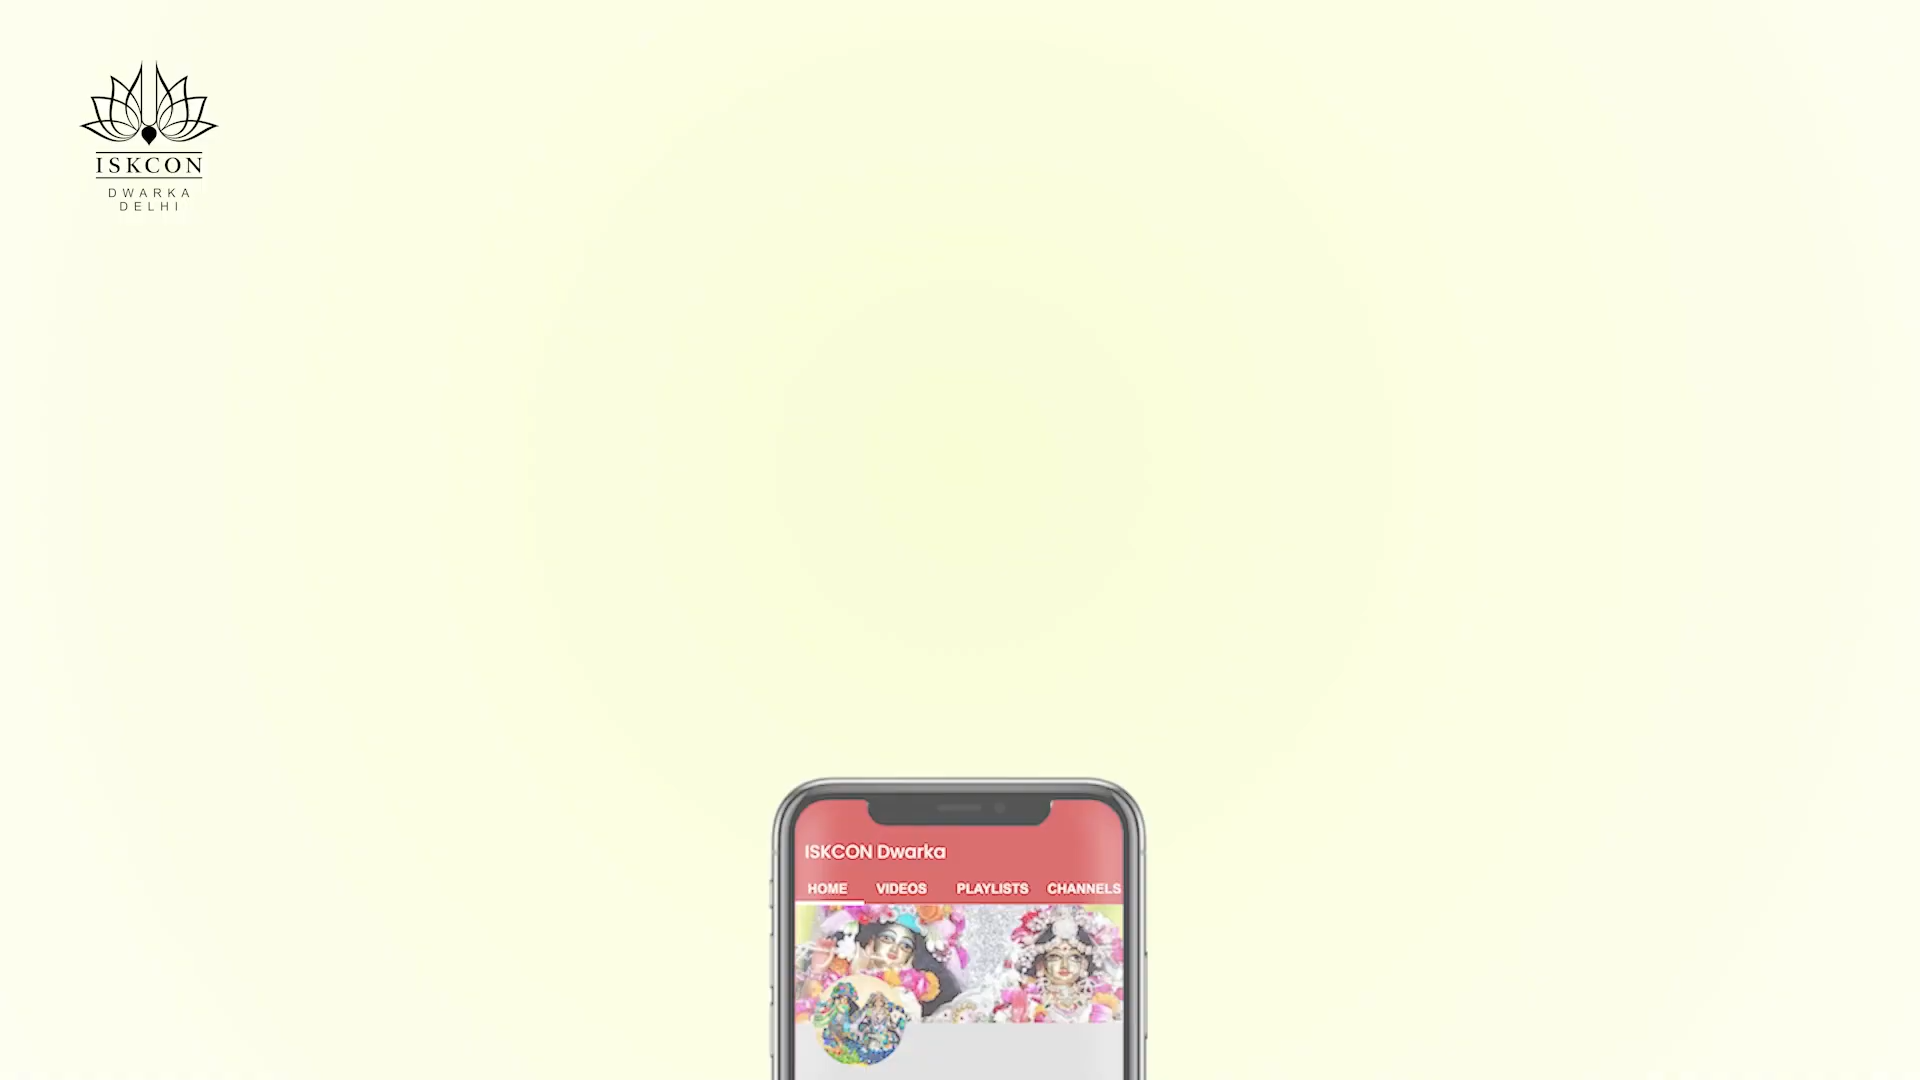 ISKCON
DWARKA
DELHI
ISKCON Dwarka
HOME VIDEOS PLAYLISTS CHANNELS